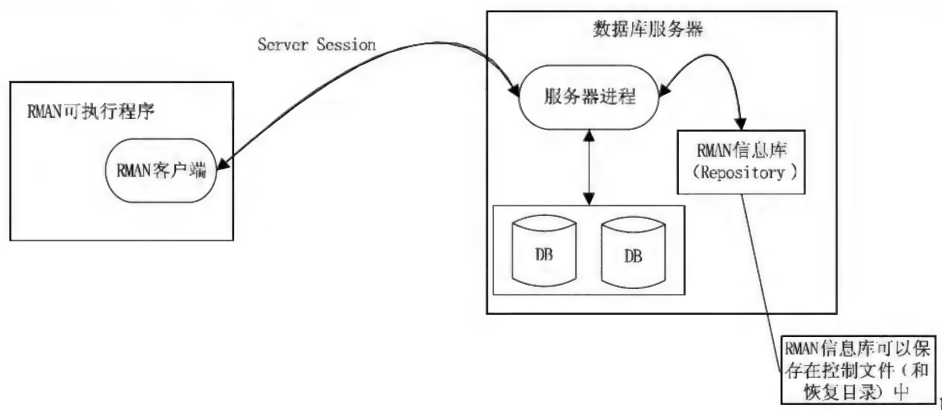 Server Session
数据库服务器
RMAN可执行程序
服务器进程
RMAN客户端
RMAN信息库
（Repository）
DB
DB
RMAN信息库可以保
存在控制文件（和
恢复目录）中